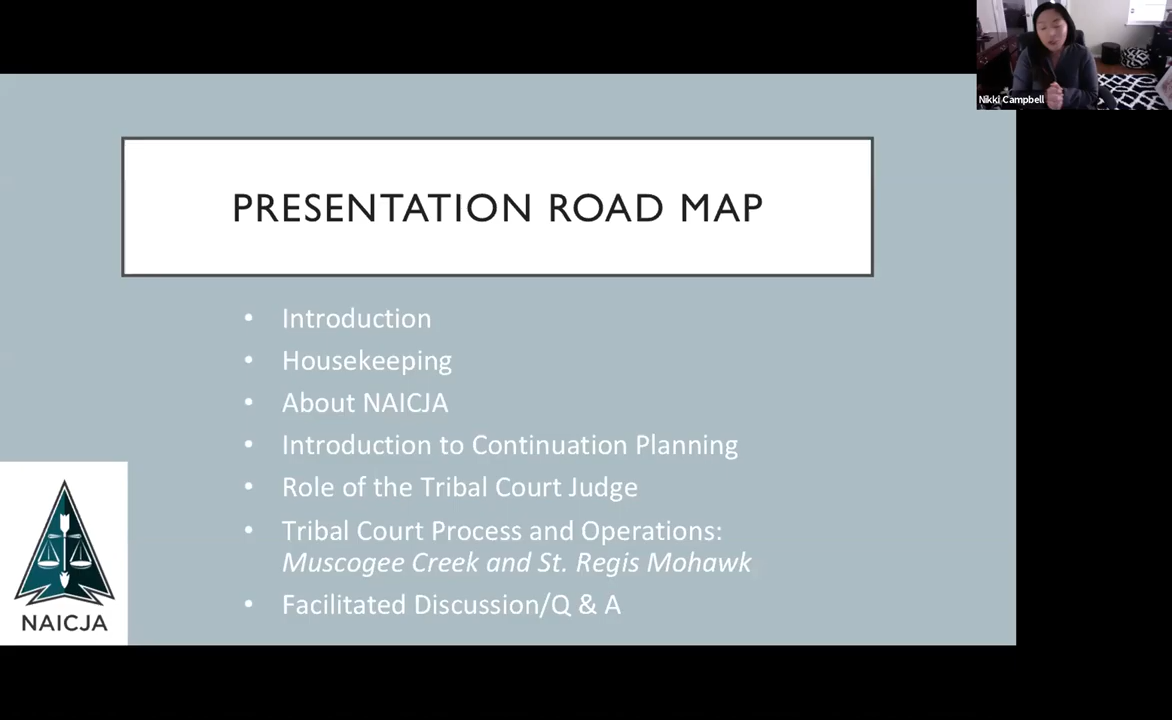 Nikki Campbell
PRESENTATION ROAD MAP
• Introduction
• Housekeeping
• About NAICJA
• Introduction to Continuation Planning
• Role of the Tribal Court Judge
• Tribal Court Process and Operations:
Muscogee Creek and St. Regis Mohawk
• Facilitated Discussion/Q & A
NAICJA